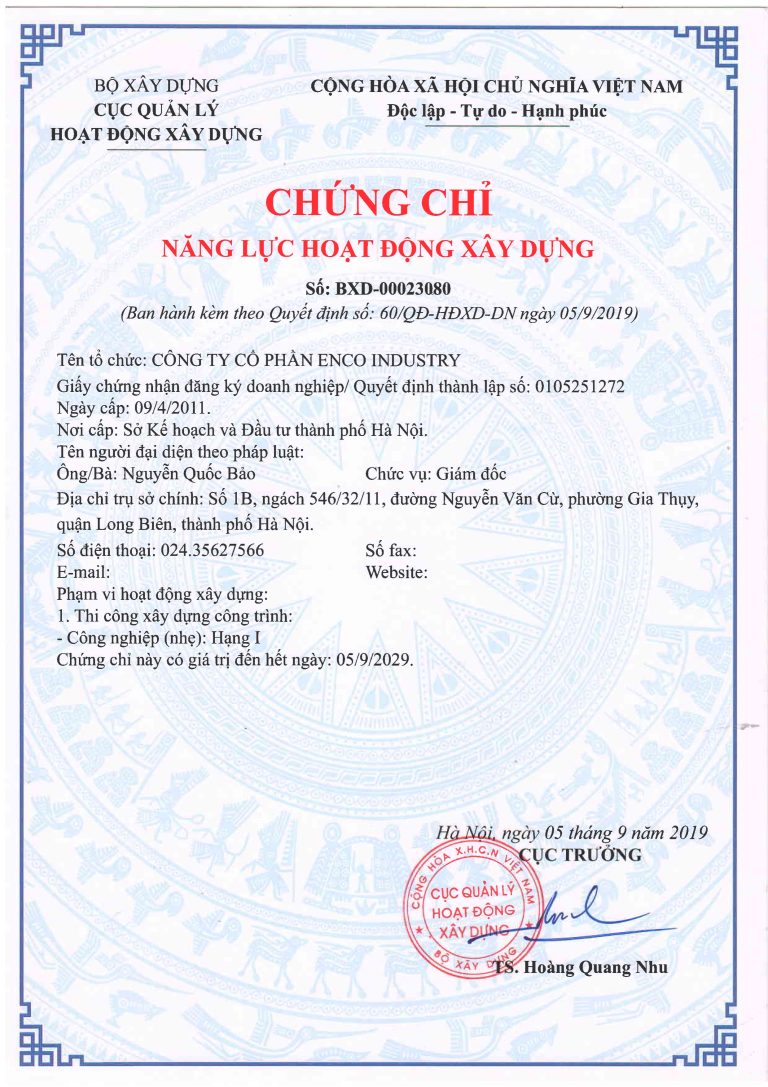 BỘ XÂY DỰNG
CỤC QUẢN LÝ
HOẠT ĐỘNG XÂY DỰNG
CỘNG HÒA XÃ HỘI CHỦ NGHĨA VIỆT NAM
Độc lập - Tự do - Hạnh phúc
CHỨNG CHỈ
NĂNG LỰC HOẠT ĐỘNG XÂY DỰNG
Số: BXD-00023080
(Ban hành kèm theo Quyết định số: 60/QĐ-HĐXD-DN ngày 05/9/2019)
Tên tổ chức: CÔNG TY CỔ PHẦN ENCO INDUSTRY
Giấy chứng nhận đăng ký doanh nghiệp/ Quyết định thành lập số: 0105251272
Ngày cấp: 09/4/2011.
Nơi cấp: Sở Kế hoạch và Đầu tư thành phố Hà Nội.
Tên người đại diện theo pháp luật:
Ông/Bà: Nguyễn Quốc Bảo Chức vụ: Giám đốc
Địa chỉ trụ sở chính: Số 1B, ngách 546/32/11, đường Nguyễn Văn Cừ, phường Gia Thụy,
quận Long Biên, thành phố Hà Nội.
Số điện thoại: 024.35627566 Số fax:
E-mail: Website:
Phạm vi hoạt động xây dựng:
1. Thi công xây dựng công trình:
- Công nghiệp (nhẹ): Hạng I
Chứng chỉ này có giá trị đến hết ngày: 05/9/2029.
Hà Nội, ngày 05 tháng 9 năm 2019
CỤC TRƯỞNG
CỘNG HÒA X.H.C.N VIỆT NAM
CỤC QUẢN LÝ
HOẠT ĐỘNG
XÂY DỰNG
BỘ XÂY DỰNG
TS. Hoàng Quang Nhu